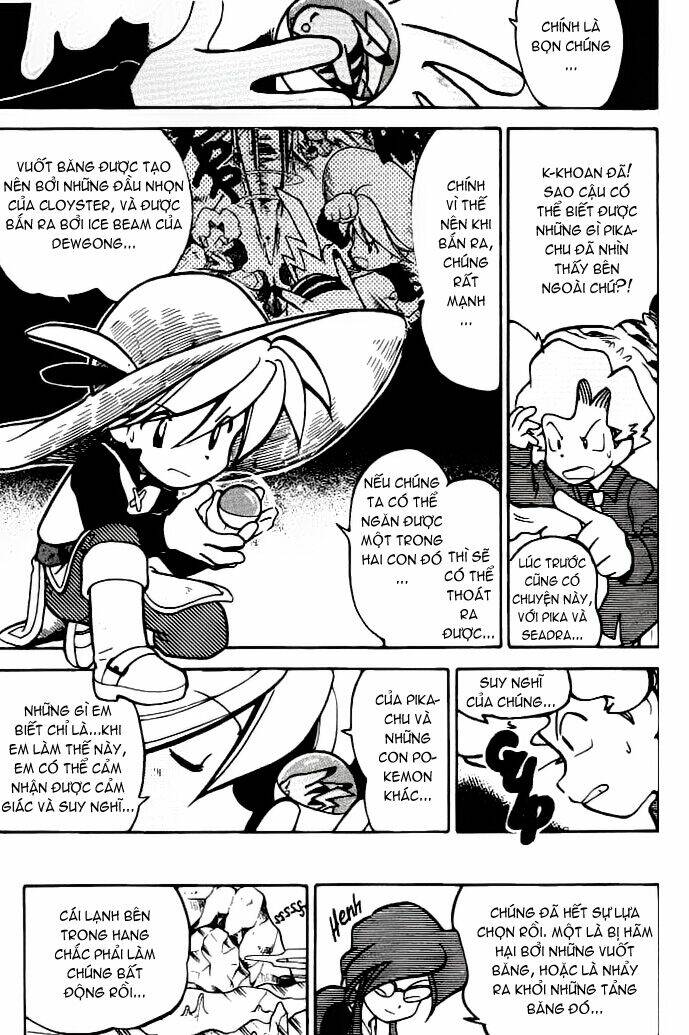 CHÍNH LÀ
BỌN CHÚNG
...
K-KHOAN ĐÃ!
SAO CẬU CÓ
THỂ BIẾT ĐƯỢC
NHỮNG GÌ PIKA-
CHU ĐÃ NHÌN
THẤY BÊN
NGOÀI CHỨ?!
LÚC TRƯỚC
CŨNG CÓ
CHUYỆN NÀY,
VỚI PIKA VÀ
SEADRA...
CHÍNH
VÌ THẾ
NÊN KHI
BẮN RA,
CHÚNG
RẤT
MẠNH
...
VUỐT BĂNG ĐƯỢC TẠO
NÊN BỞI NHỮNG ĐẦU NHỌN
CỦA CLOYSTER, VÀ ĐƯỢC
BẮN RA BỞI ICE BEAM CỦA
DEWGONG...
NẾU CHÚNG
TA CÓ THỂ
NGĂN ĐƯỢC
MỘT TRONG
HAI CON ĐÓ
...
THÌ SẼ
CÓ THỂ
THOÁT
RA
ĐƯỢC...
SUY NGHĨ
CỦA CHÚNG...
GULP
CỦA PIKA-
CHU VÀ
NHỮNG
CON PO-
KEMON
KHÁC...
NHỮNG GÌ EM
BIẾT CHỈ LÀ...KHI
EM LÀM THẾ NÀY,
EM CÓ THỂ CẢM
NHẬN ĐƯỢC CẢM
GIÁC VÀ SUY NGHĨ...
CHÚNG ĐÃ HẾT SỰ LỰA
CHỌN RỒI. MỘT LÀ BỊ HÃM
HẠI BỞI NHỮNG VUỐT
BĂNG, HOẶC LÀ NHẢY
RA KHỎI NHỮNG TẢNG
BĂNG ĐÓ...
Henh
SSSSSF
CÁI LẠNH BÊN
TRONG HANG
CHẮC PHẢI LÀM
CHÚNG BẤT
ĐỘNG RỒI...